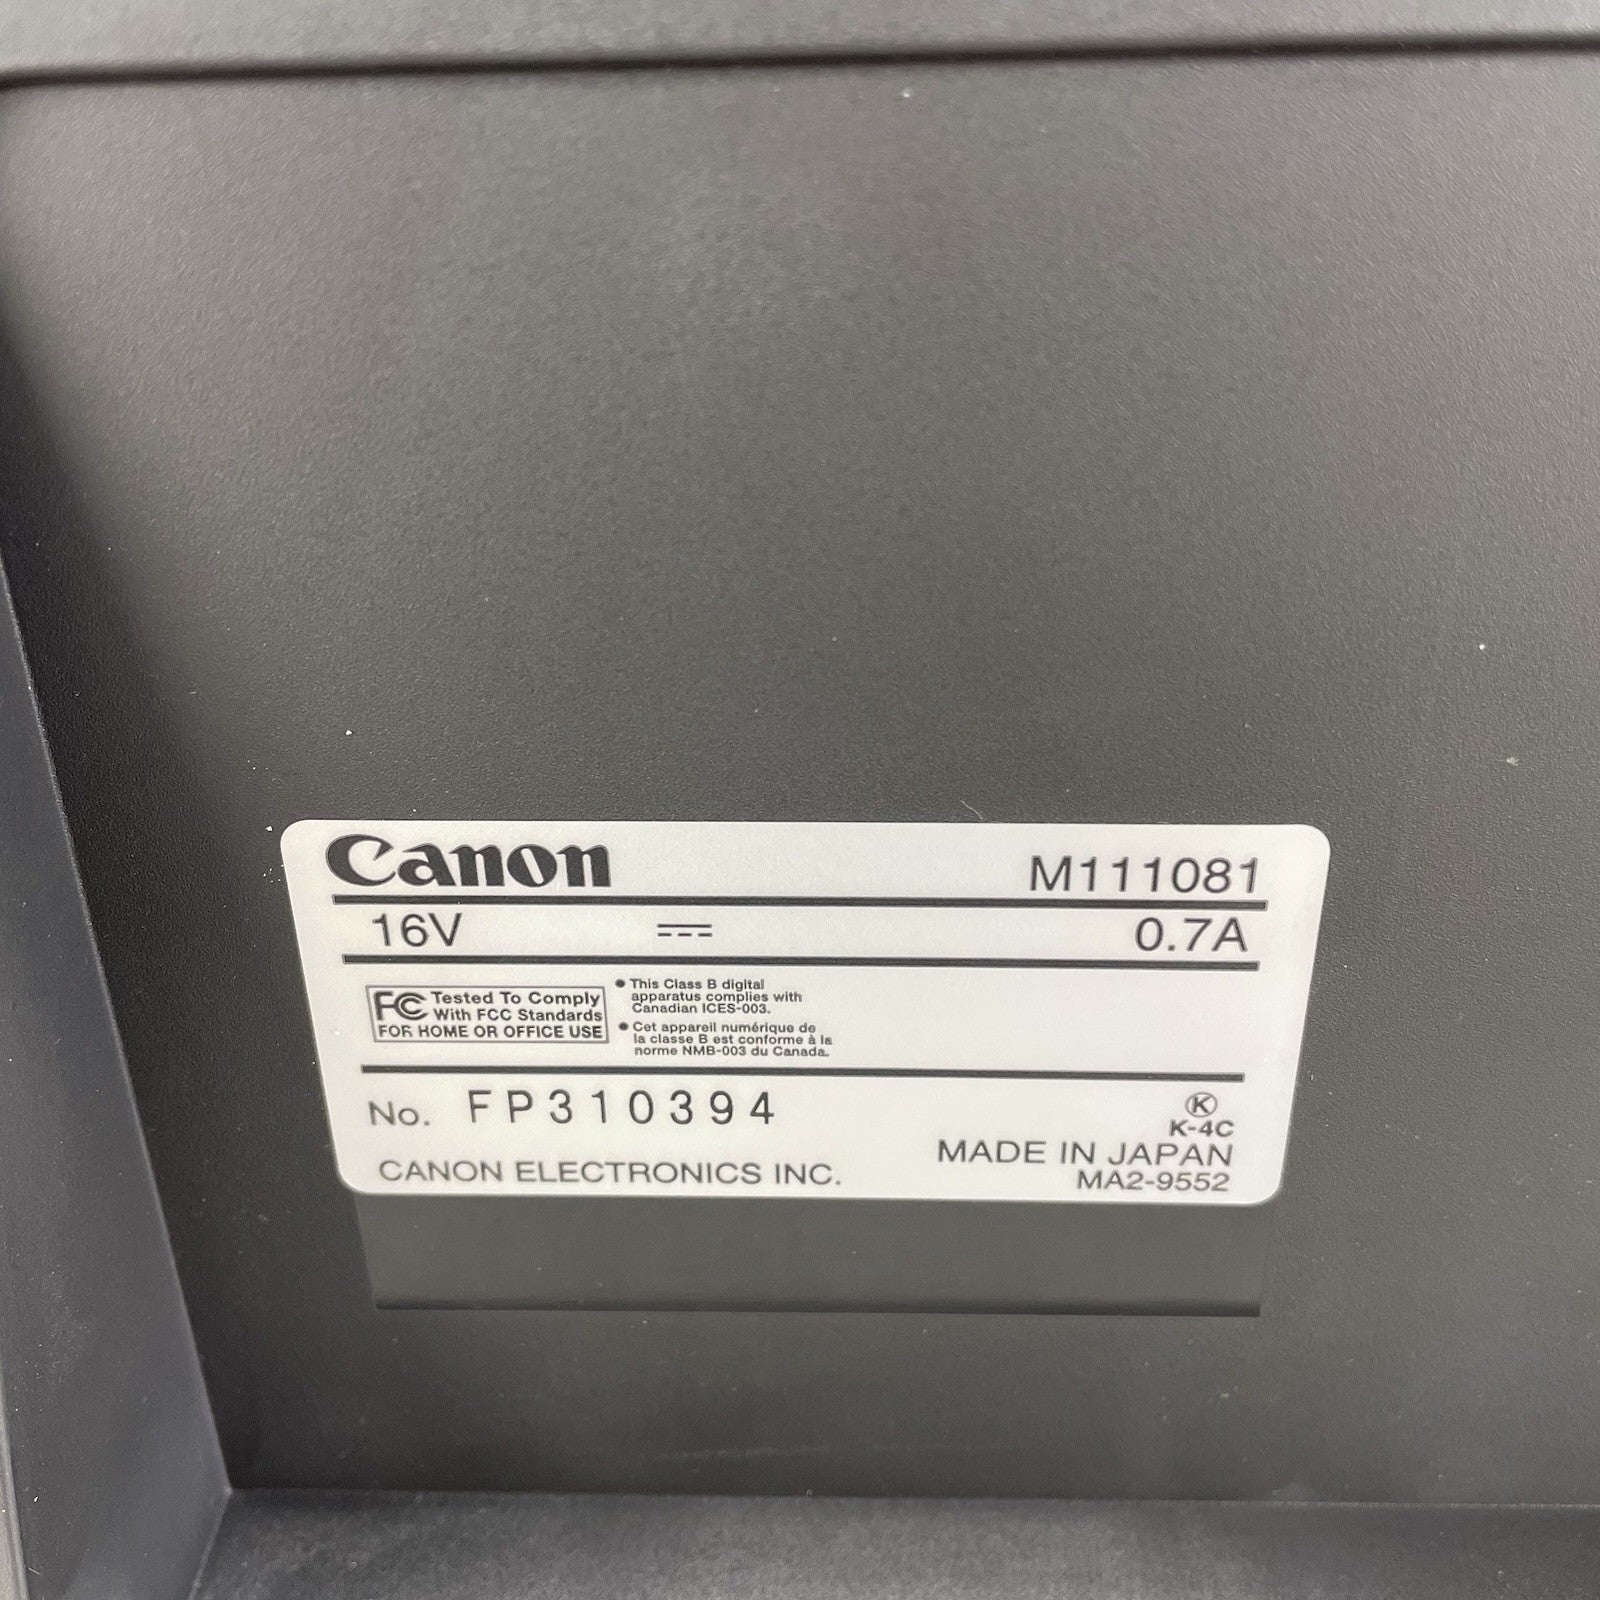 Canon M111081
16V 0.7A
FC Tested To Comply
With FCC Standards
FOR HOME OR OFFICE USE
• This Class B digital
apparatus complies with
Canadian ICES-003.
• Cet appareil numérique de
la classe B est conforme à la
norme NMB-003 du Canada.
No. FP310394
K
K-4C
MADE IN JAPAN
CANON ELECTRONICS INC.
MA2-9552